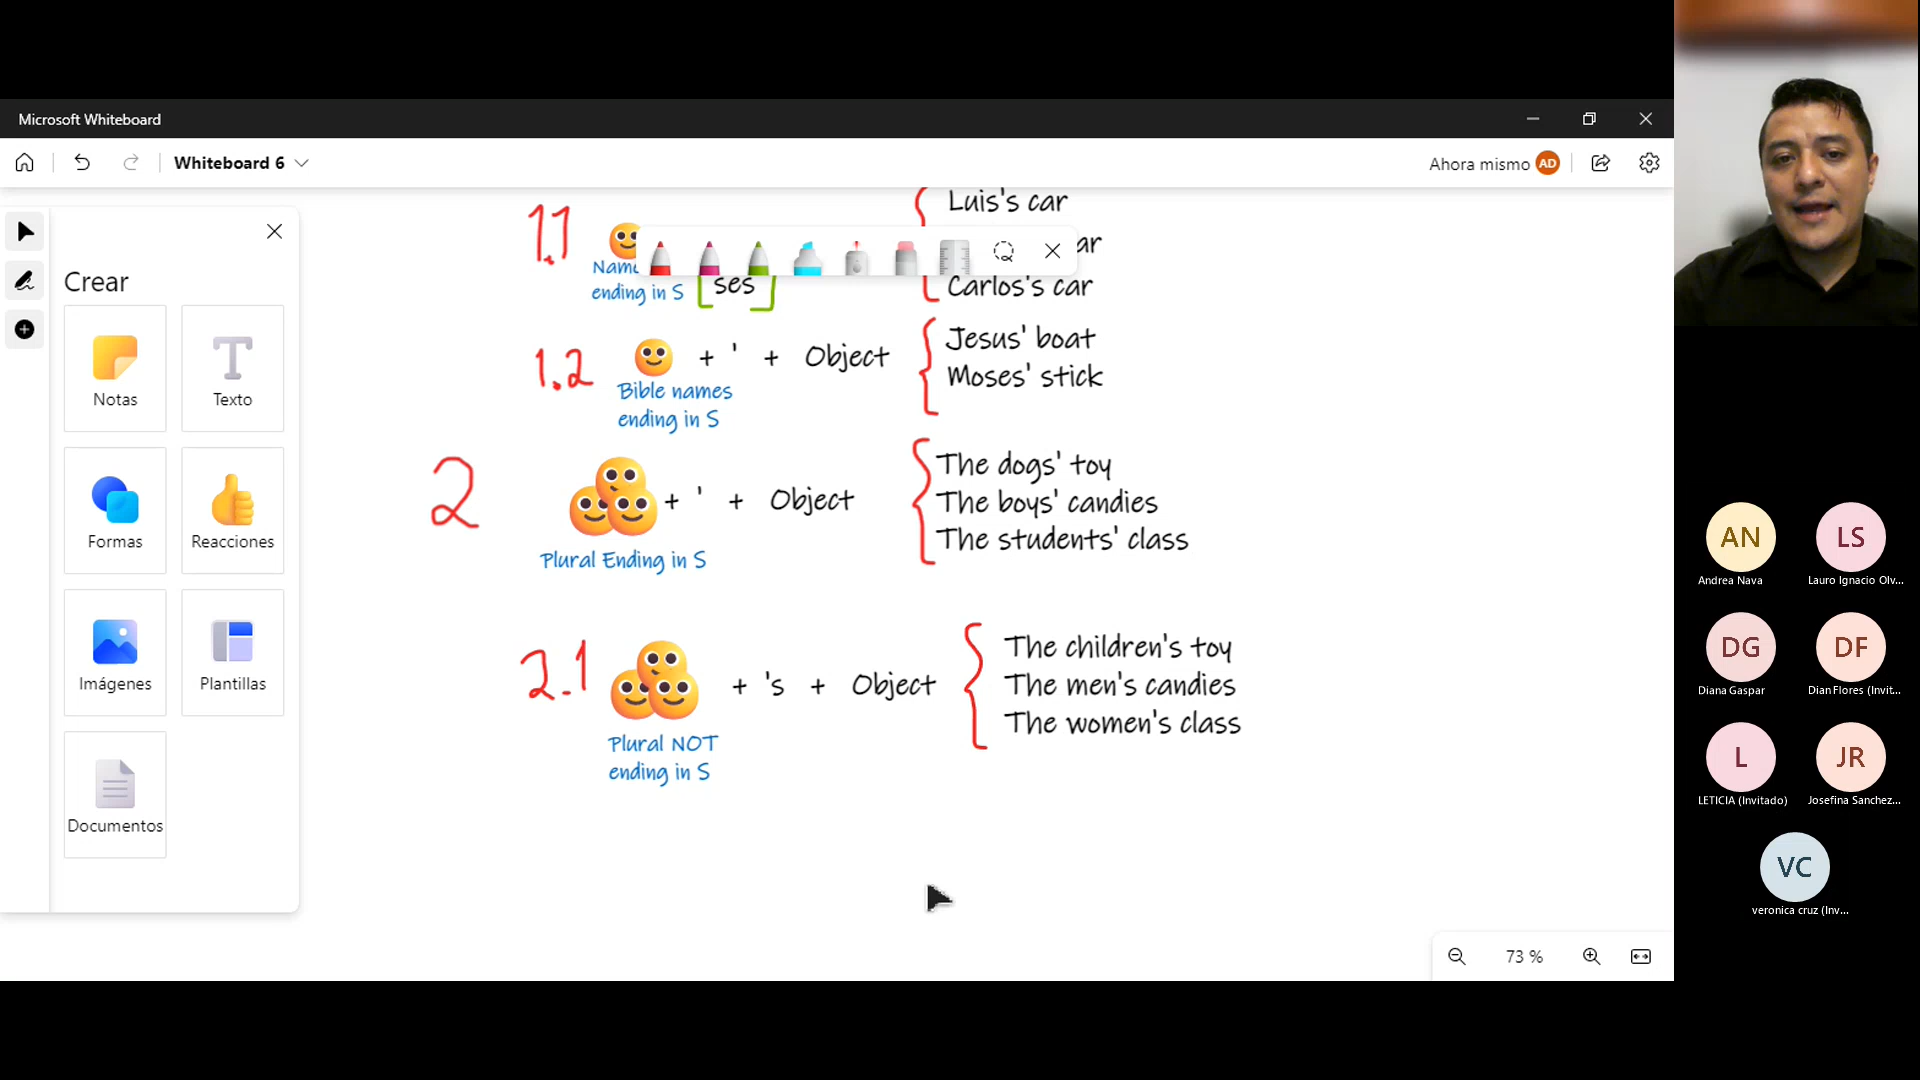 Microsoft Whiteboard
Whiteboard 6
Ahora mismo AD
Crear
Notas
Texto
Formas
Reacciones
Imágenes
Plantillas
Documentos
1.1
Luis's car
Carlos's car
ending in S [ses]
1.2 + ' + Object
Bible names
ending in S
Jesus' boat
Moses' stick
2 + ' + Object
Plural Ending in S
The dogs' toy
The boys' candies
The students' class
2.1 + 's + Object
Plural NOT
ending in S
The children's toy
The men's candies
The women's class
73 %
AN
Andrea Nava
LS
Lauro Ignacio Olv...
DG
Diana Gaspar
DF
Dian Flores (Invit...
L
LETICIA (Invitado)
JR
Josefina Sanchez...
VC
veronica cruz (Inv...